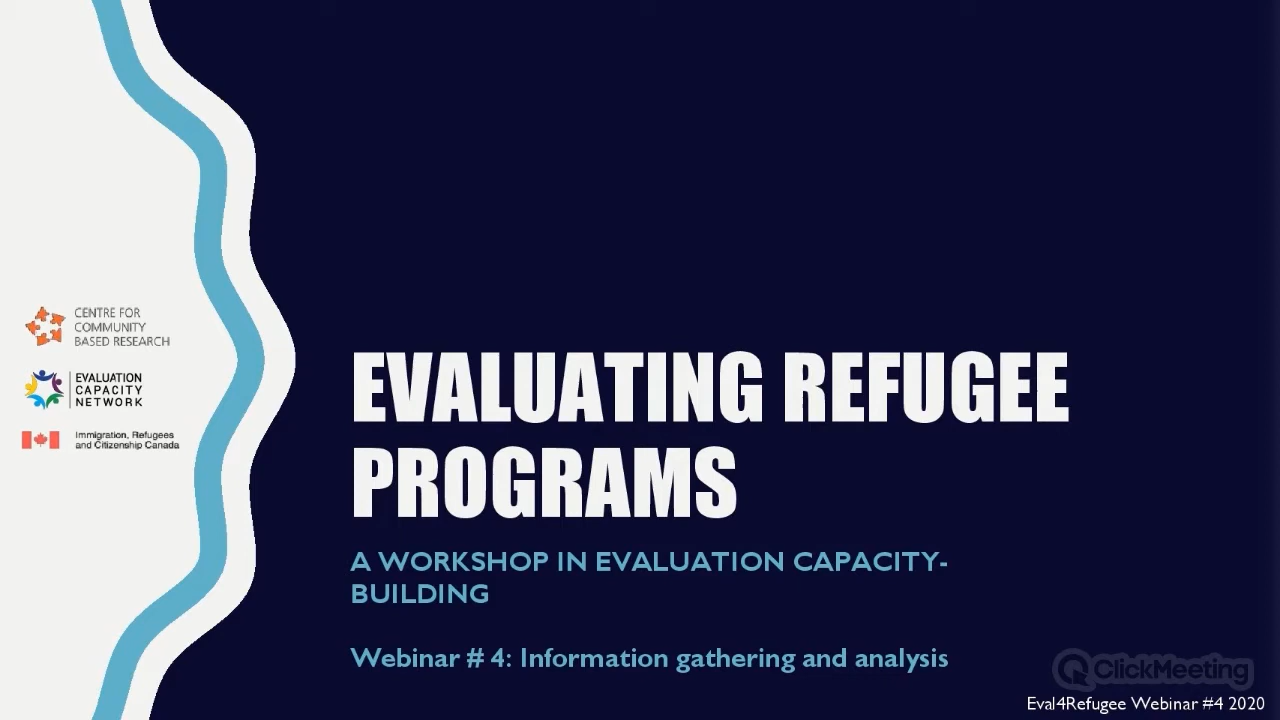 CENTRE FOR
COMMUNITY
BASED RESEARCH
EVALUATION
CAPACITY
NETWORK
Immigration, Refugees
and Citizenship Canada
EVALUATING REFUGEE
PROGRAMS
A WORKSHOP IN EVALUATION CAPACITY-
BUILDING
Webinar # 4: Information gathering and analysis
ClickMeeting
Eval4Refugee Webinar #4 2020